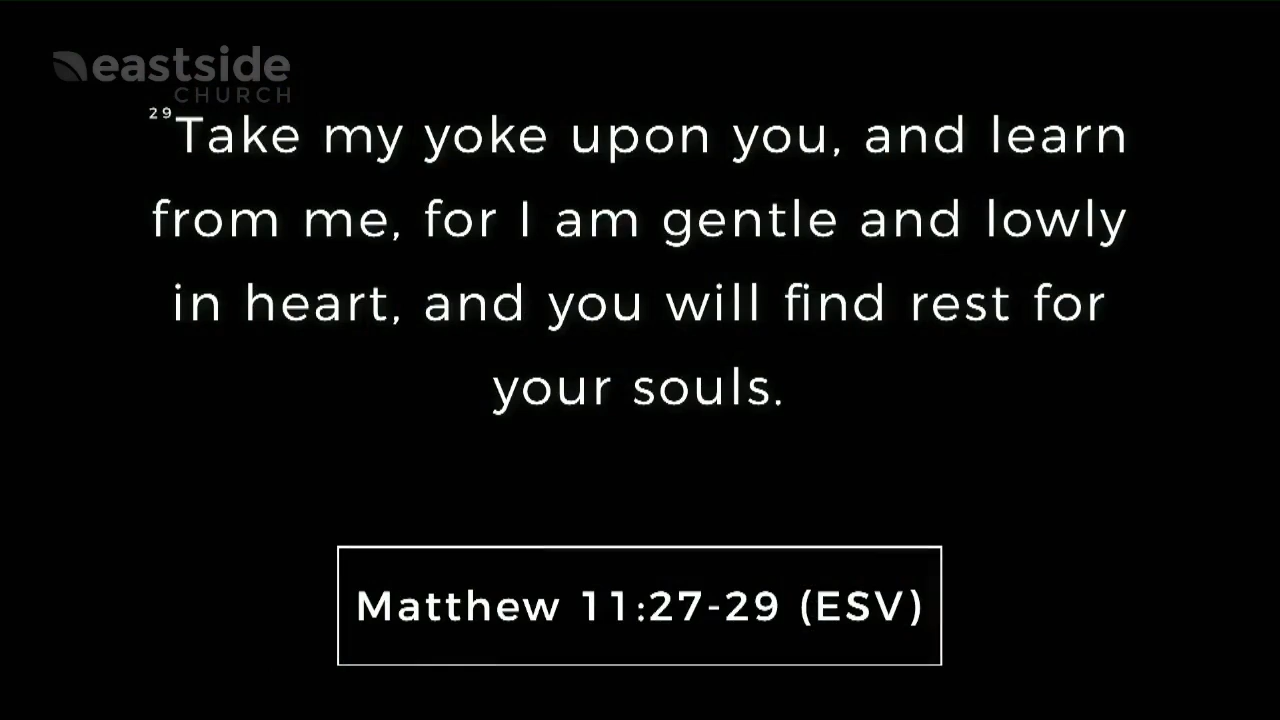 eastside
CHURCH
29Take my yoke upon you, and learn
from me, for I am gentle and lowly
in heart, and you will find rest for
your souls.
Matthew 11:27-29 (ESV)